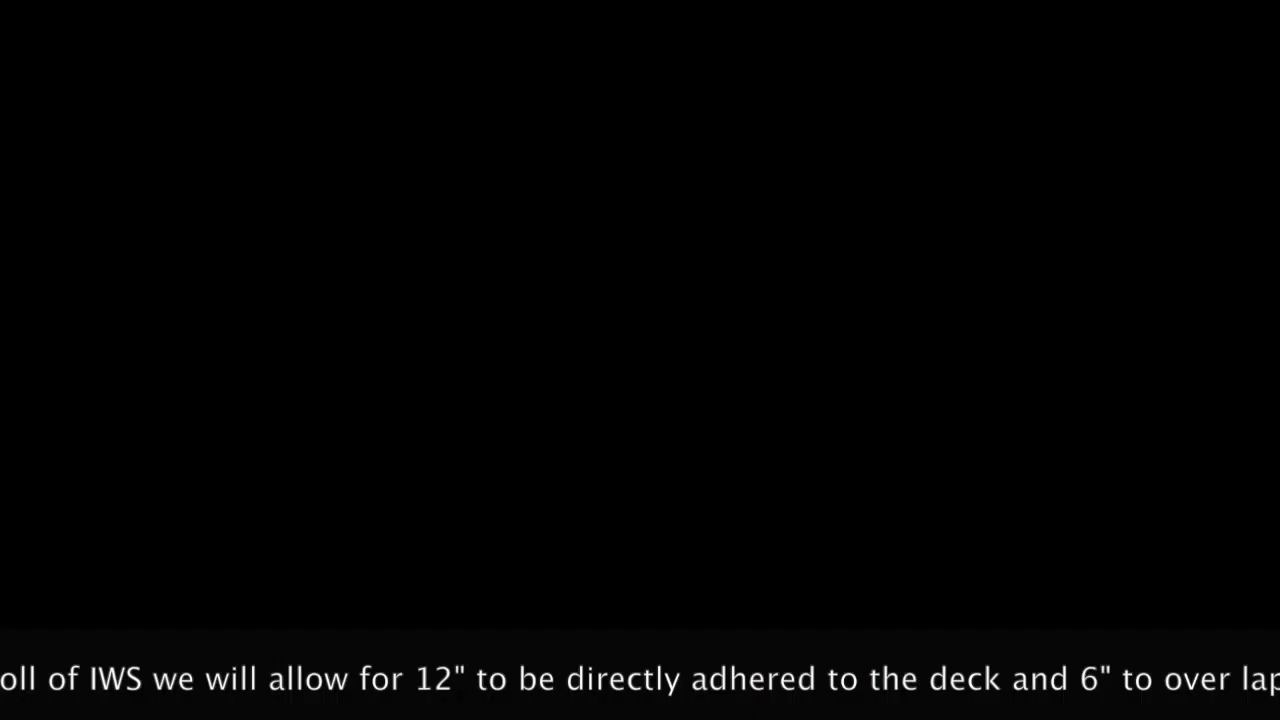 oll of IWS we will allow for 12" to be directly adhered to the deck and 6" to over lap